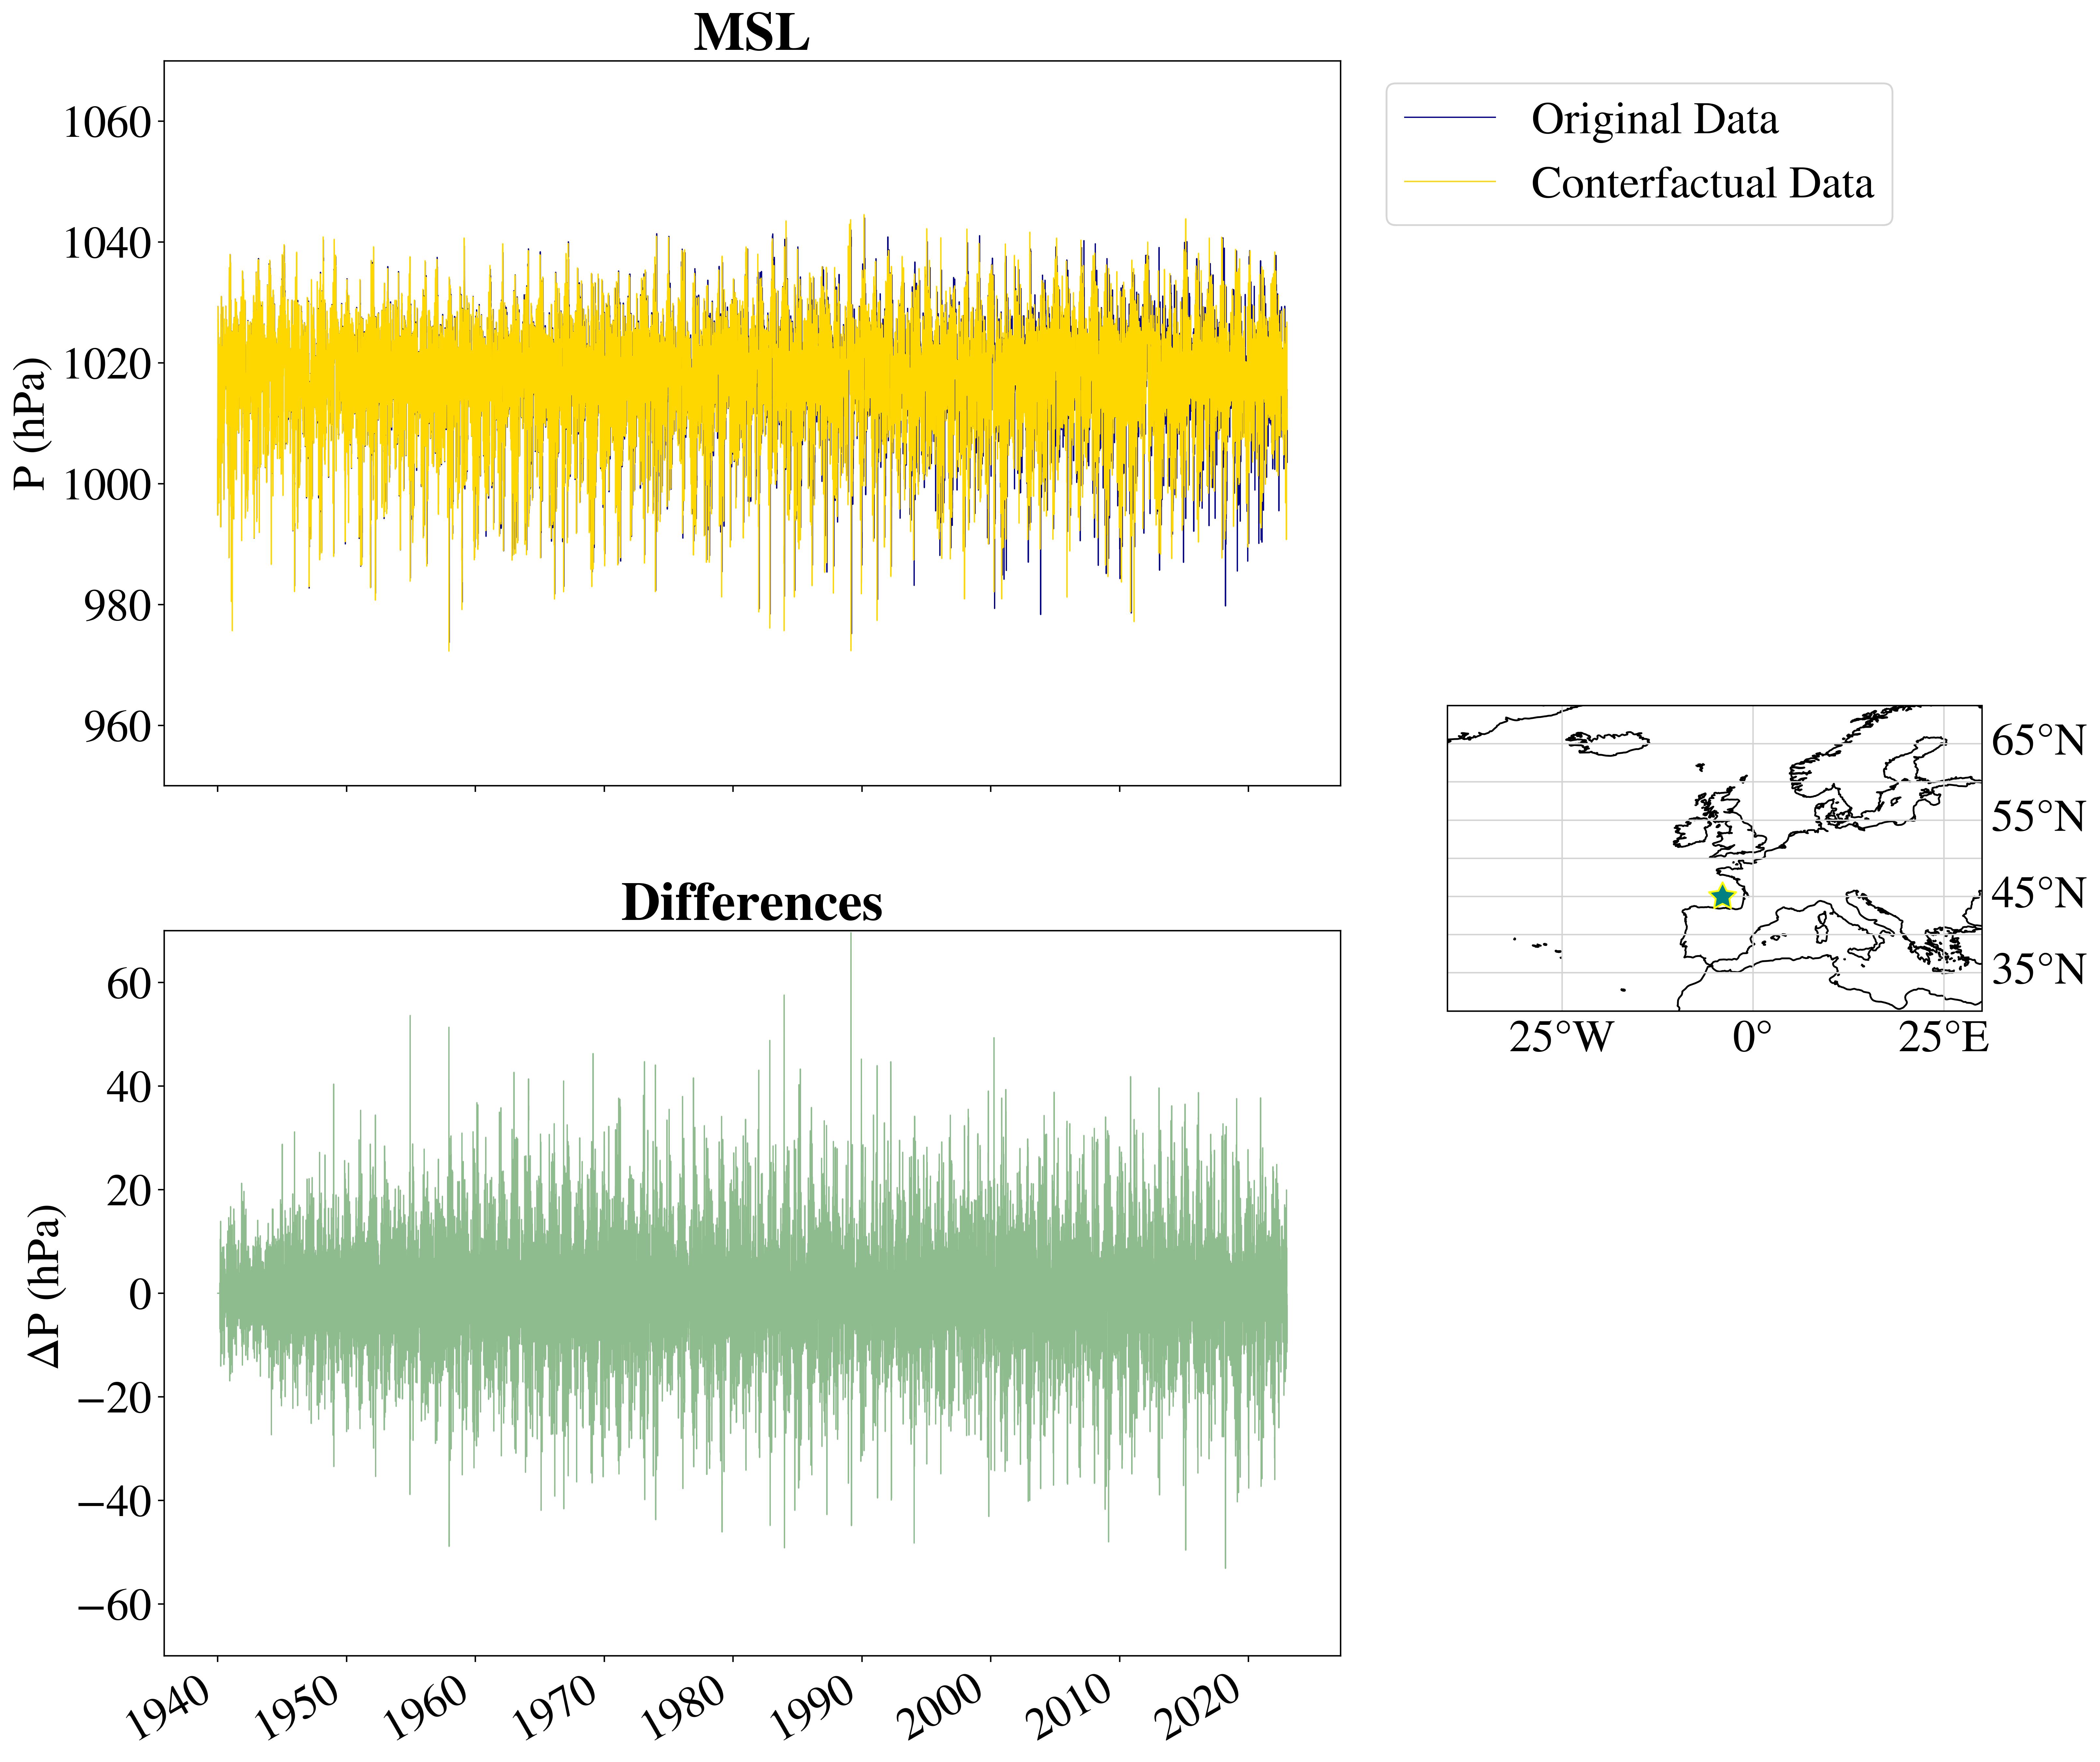 MSL
1060
1040
1020
1000
980
960
P (hPa)
Original Data
Conterfactual Data
65°N
55°N
45°N
35°N
25°W 0° 25°E
Differences
60
40
20
0
−20
−40
−60
ΔP (hPa)
1940 1950 1960 1970 1980 1990 2000 2010 2020